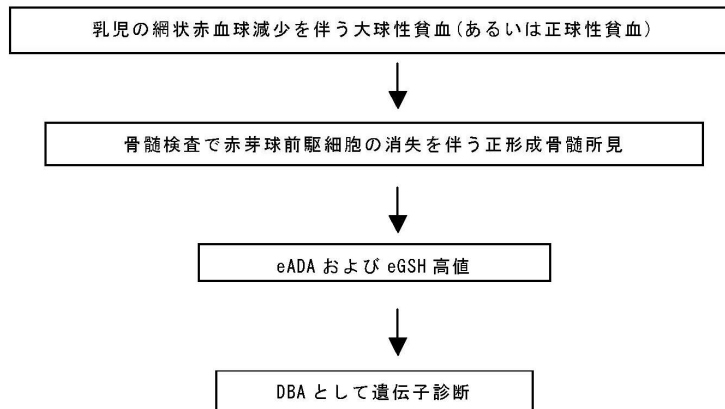 乳児の網状赤血球減少を伴う大球性貧血(あるいは正球性貧血)
骨髄検査で赤芽球前駆細胞の消失を伴う正形成骨髄所見
eADA および eGSH 高値
DBA として遺伝子診断